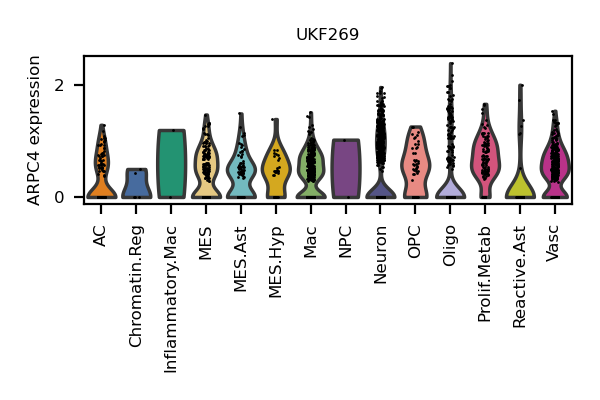 UKF269
ARPC4 expression
2
0
AC
Chromatin.Reg
Inflammatory.Mac
MES
MES.Ast
MES.Hyp
Mac
NPC
Neuron
OPC
Oligo
Prolif.Metab
Reactive.Ast
Vasc